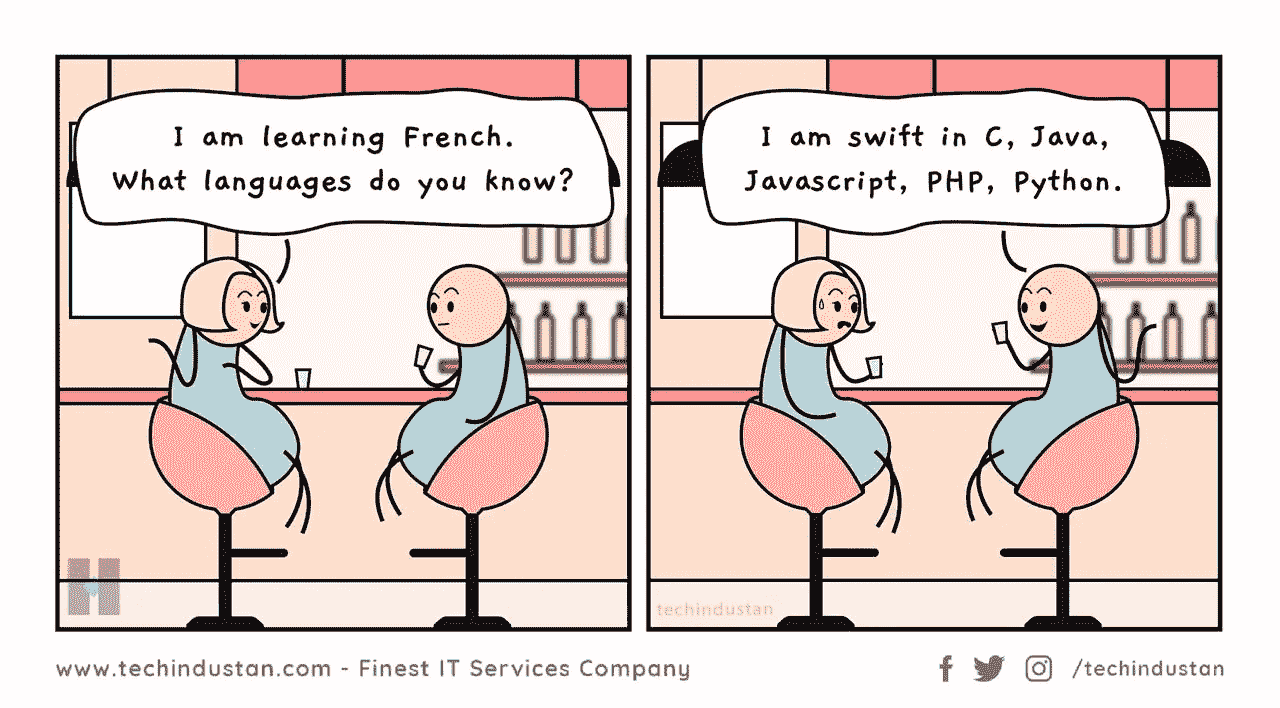 I am learning French.
What languages do you know?
I am swift in C, Java,
Javascript, PHP, Python.
H
techindustan
www.techindustan.com - Finest IT Services Company
/techindustan